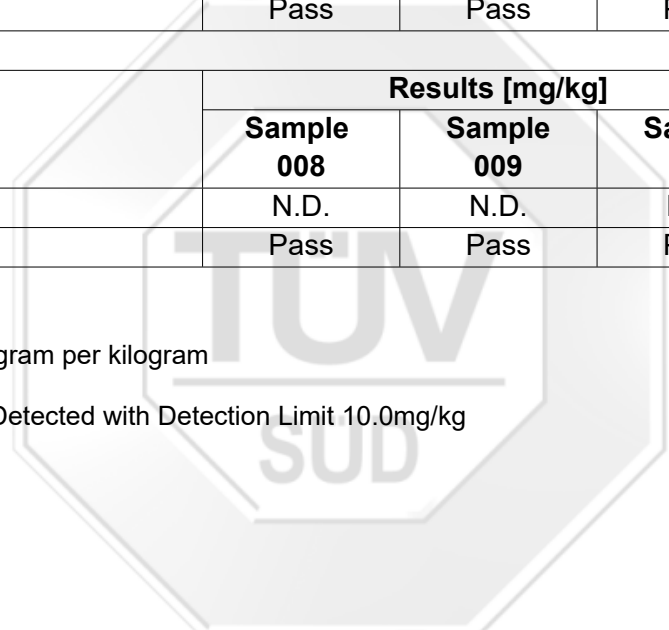 Pass Pass
Results [mg/kg]
Sample Sample
008 009
N.D. N.D.
Pass Pass
TÜV
gram per kilogram
Detected with Detection Limit 10.0mg/kg
SÜD